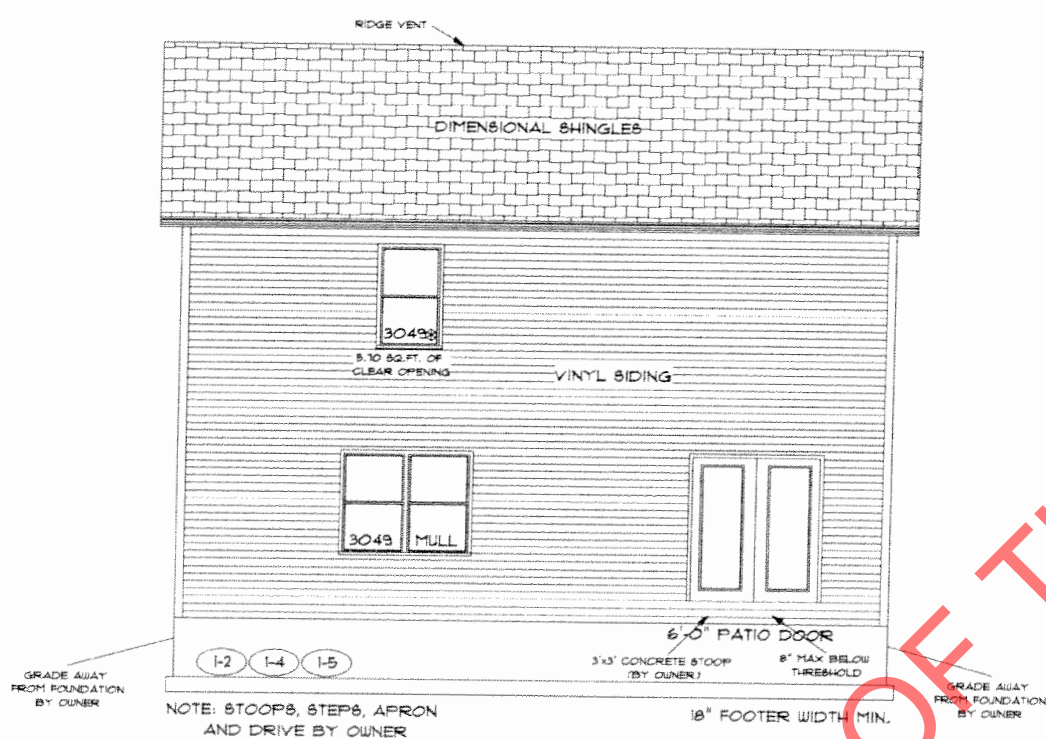 RIDGE VENT
DIMENSIONAL SHINGLES
3049
5.70 SQ.FT. OF
CLEAR OPENING
VINYL SIDING
3049 MULL
6'-0" PATIO DOOR
1-2 1-4 1-5
3'x3' CONCRETE STOOP
(BY OWNER)
8" MAX BELOW
THRESHOLD
GRADE AWAY
FROM FOUNDATION
BY OWNER
GRADE AWAY
FROM FOUNDATION
BY OWNER
NOTE: STOOPS, STEPS, APRON
AND DRIVE BY OWNER
18" FOOTER WIDTH MIN.
OF